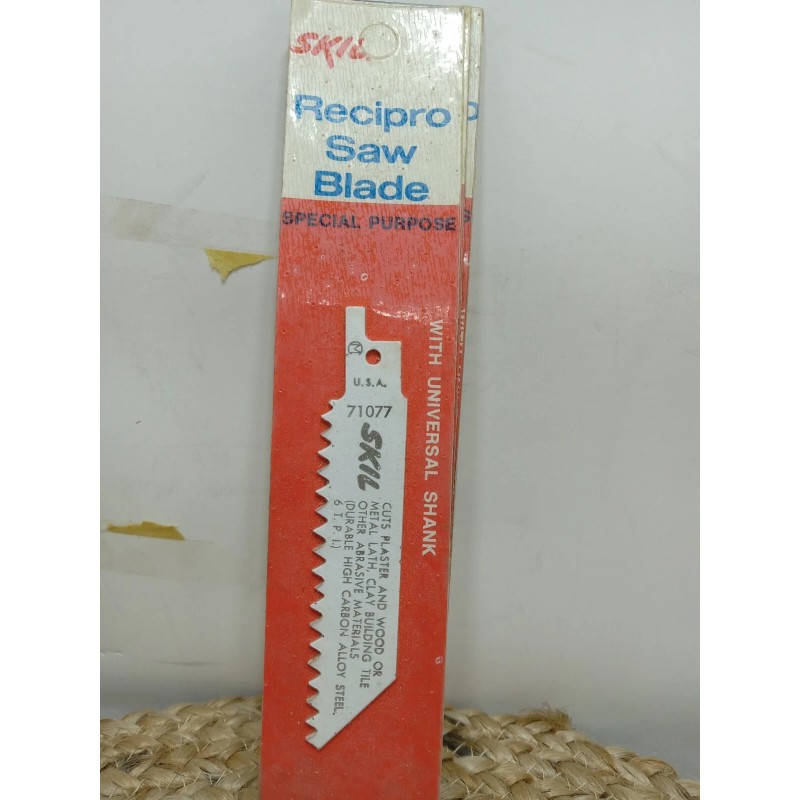 SKIL
Recipro
Saw
Blade
SPECIAL PURPOSE
WITH UNIVERSAL SHANK
U.S.A.
71077
SKIL
CUTS PLASTER AND WOOD OR
METAL LATH, CLAY BUILDING TILE
OTHER ABRASIVE MATERIALS
(DURABLE HIGH CARBON ALLOY STEEL,
6 T.P.I.)